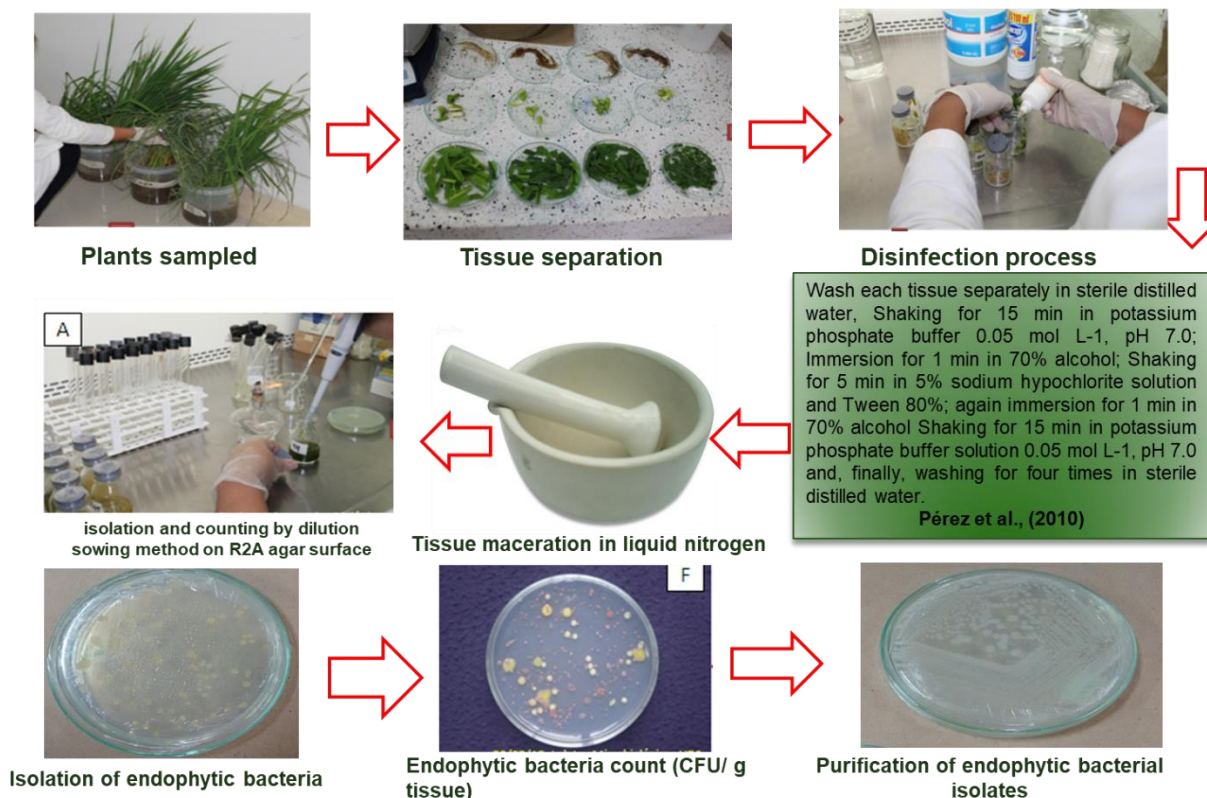 Plants sampled
Tissue separation
Disinfection process
Wash each tissue separately in sterile distilled
water, Shaking for 15 min in potassium
phosphate buffer 0.05 mol L-1, pH 7.0;
Immersion for 1 min in 70% alcohol; Shaking
for 5 min in 5% sodium hypochlorite solution
and Tween 80%; again immersion for 1 min in
70% alcohol Shaking for 15 min in potassium
phosphate buffer solution 0.05 mol L-1, pH 7.0
and, finally, washing for four times in sterile
distilled water.
Pérez et al., (2010)
Tissue maceration in liquid nitrogen
A
isolation and counting by dilution
sowing method on R2A agar surface
Isolation of endophytic bacteria
F
Endophytic bacteria count (CFU/ g
tissue)
Purification of endophytic bacterial
isolates